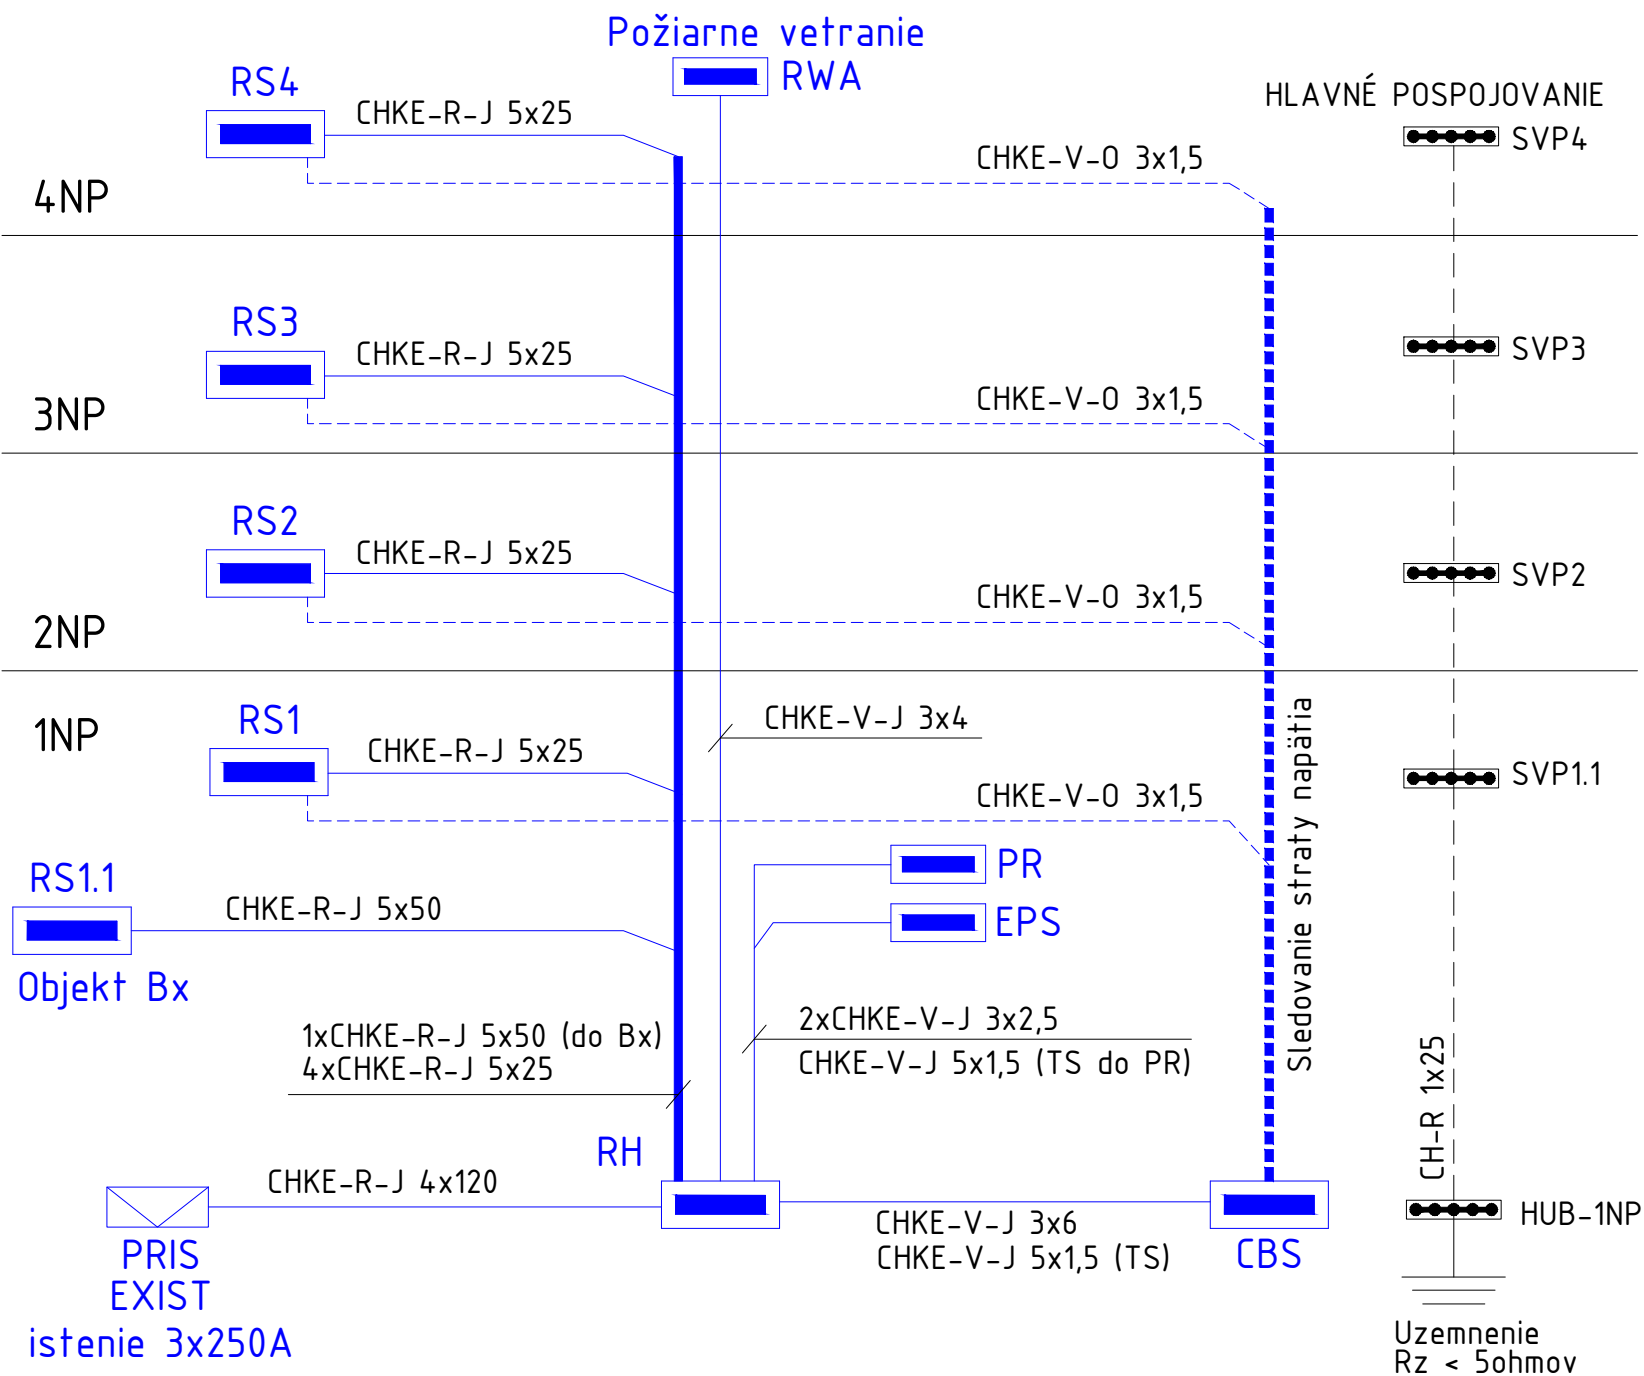 Požiarne vetranie
RWA
RS4
CHKE-R-J 5x25
HLAVNÉ POSPOJOVANIE
SVP4
CHKE-V-O 3x1,5
4NP
RS3
CHKE-R-J 5x25
SVP3
CHKE-V-O 3x1,5
3NP
RS2
CHKE-R-J 5x25
SVP2
CHKE-V-O 3x1,5
2NP
1NP
RS1
CHKE-R-J 5x25
CHKE-V-J 3x4
SVP1.1
CHKE-V-O 3x1,5
Sledovanie straty napätia
PR
EPS
RS1.1
CHKE-R-J 5x50
Objekt Bx
1xCHKE-R-J 5x50 (do Bx)
4xCHKE-R-J 5x25
2xCHKE-V-J 3x2,5
CHKE-V-J 5x1,5 (TS do PR)
CH-R 1x25
RH
CHKE-R-J 4x120
CHKE-V-J 3x6
CHKE-V-J 5x1,5 (TS)
CBS
HUB-1NP
PRIS
EXIST
istenie 3x250A
Uzemnenie
Rz < 5ohmov